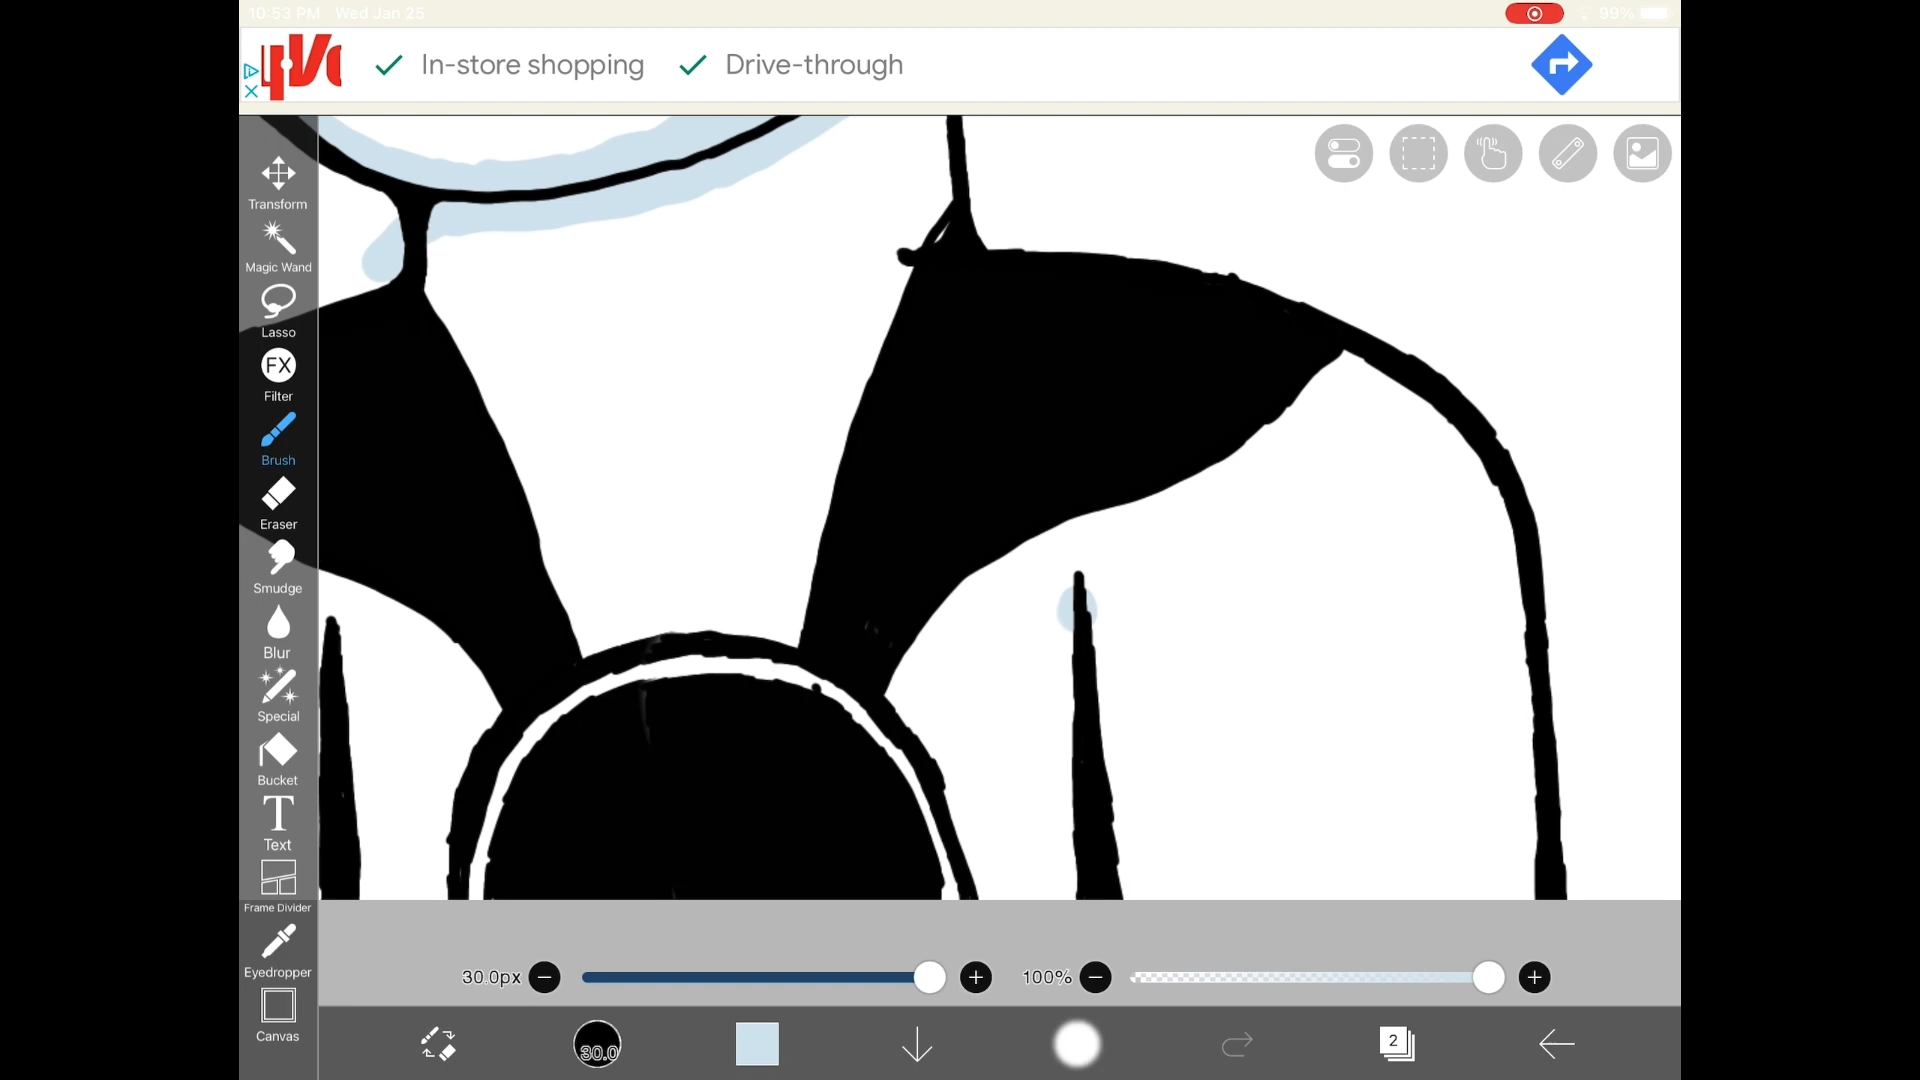 10:53 PM Wed Jan 25
99%
In-store shopping
Drive-through
Transform
Magic Wand
Lasso
FX
Filter
Brush
Eraser
Smudge
Blur
Special
Bucket
T
Text
Frame Divider
Eyedropper
Canvas
30.0px
100%
30.0
2